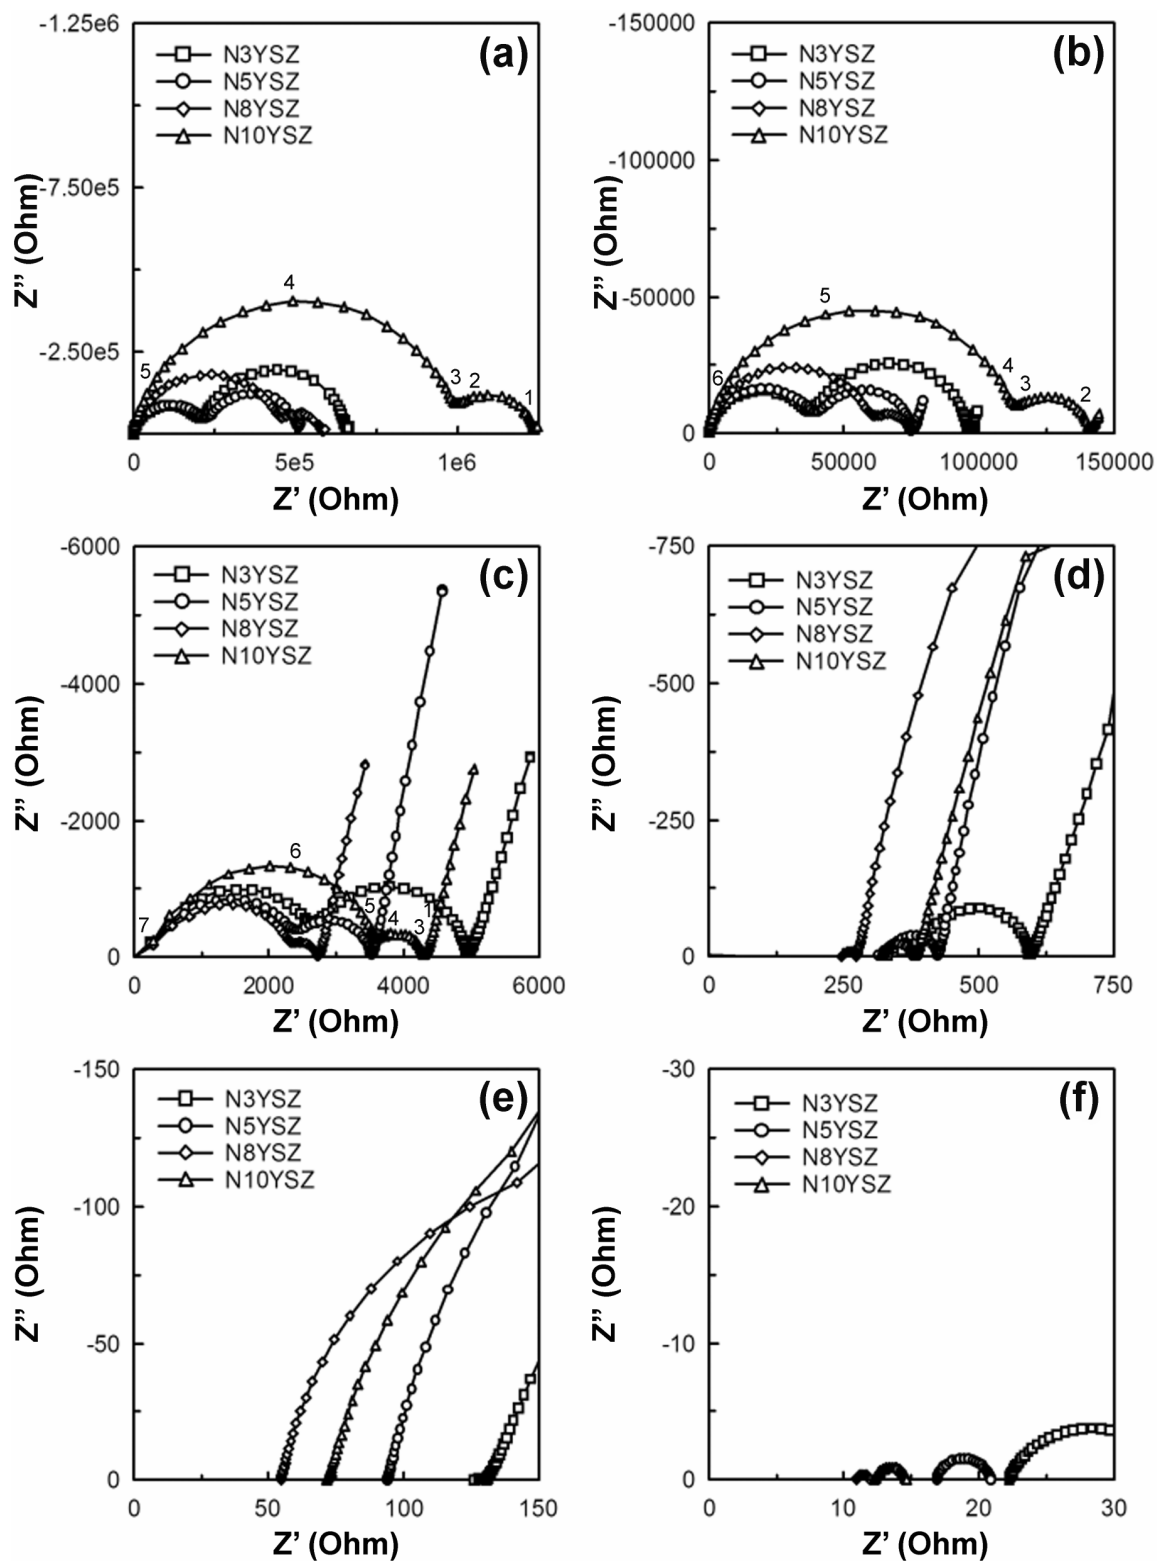 (a)
-1.25e6
-7.50e5
-2.50e5
0
N3YSZ
N5YSZ
N8YSZ
N10YSZ
5
4
3
2
1
0
5e5
1e6
Z” (Ohm)
Z’ (Ohm)
(b)
-150000
-100000
-50000
0
N3YSZ
N5YSZ
N8YSZ
N10YSZ
6
5
4
3
2
0
50000
100000
150000
Z” (Ohm)
Z’ (Ohm)
(c)
-6000
-4000
-2000
0
N3YSZ
N5YSZ
N8YSZ
N10YSZ
7
6
5
4
3
1
0
2000
4000
6000
Z” (Ohm)
Z’ (Ohm)
(d)
-750
-500
-250
0
N3YSZ
N5YSZ
N8YSZ
N10YSZ
0
250
500
750
Z” (Ohm)
Z’ (Ohm)
(e)
-150
-100
-50
0
N3YSZ
N5YSZ
N8YSZ
N10YSZ
0
50
100
150
Z” (Ohm)
Z’ (Ohm)
(f)
-30
-20
-10
0
N3YSZ
N5YSZ
N8YSZ
N10YSZ
0
10
20
30
Z” (Ohm)
Z’ (Ohm)